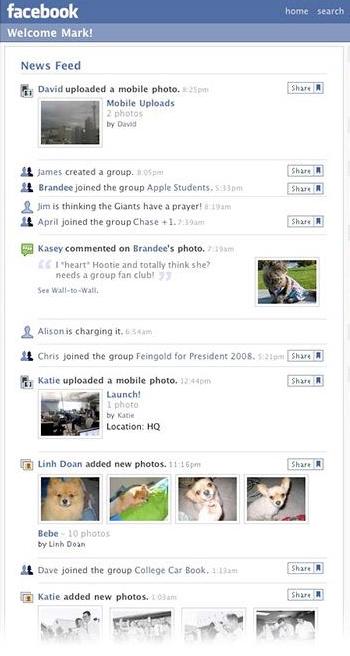 facebook
home search
Welcome Mark!
News Feed
David uploaded a mobile photo. 8:25pm
Share
Mobile Uploads
2 photos
by David
James created a group. 8:05pm
Share
Brandee joined the group Apple Students. 5:33pm
Share
Jim is thinking the Giants have a prayer! 8:19am
April joined the group Chase +1. 7:39am
Share
Kasey commented on Brandee's photo. 7:19am
“ I *heart* Hootie and totally think she?
needs a group fan club! ”
See Wall-to-Wall.
Alison is charging it. 6:54am
Chris joined the group Feingold for President 2008. 5:21pm
Share
Katie uploaded a mobile photo. 12:44pm
Share
Launch!
1 photo
by Katie
Location: HQ
Linh Doan added new photos. 11:16pm
Share
Bebe - 10 photos
by Linh Doan
Dave joined the group College Car Book. 1:13am
Share
Katie added new photos. 1:03am
Share